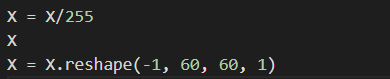 X = X/255
X
X = X.reshape(-1, 60, 60, 1)